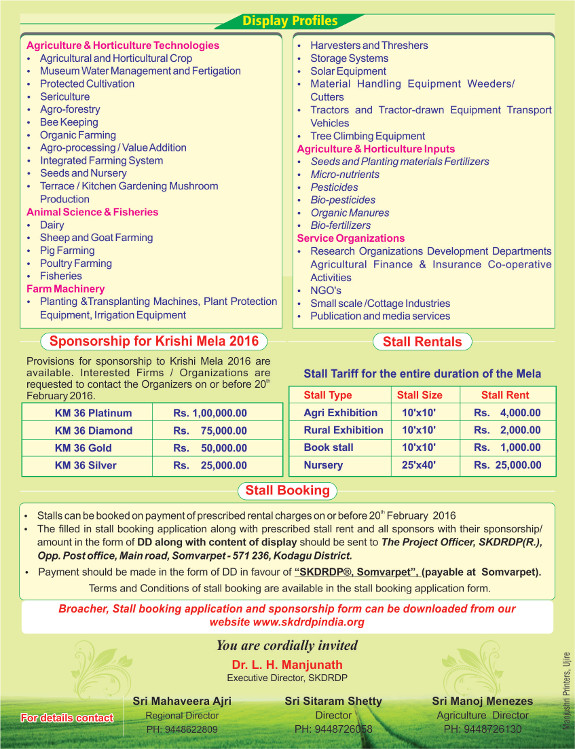 Display Profiles
Agriculture & Horticulture Technologies
• Agricultural and Horticultural Crop
• Museum Water Management and Fertigation
• Protected Cultivation
• Sericulture
• Agro-forestry
• Bee Keeping
• Organic Farming
• Agro-processing / Value Addition
• Integrated Farming System
• Seeds and Nursery
• Terrace / Kitchen Gardening Mushroom
Production
Animal Science & Fisheries
• Dairy
• Sheep and Goat Farming
• Pig Farming
• Poultry Farming
• Fisheries
Farm Machinery
• Planting &Transplanting Machines, Plant Protection
Equipment, Irrigation Equipment
• Harvesters and Threshers
• Storage Systems
• Solar Equipment
• Material Handling Equipment Weeders/
Cutters
• Tractors and Tractor-drawn Equipment Transport
Vehicles
• Tree Climbing Equipment
Agriculture & Horticulture Inputs
• Seeds and Planting materials Fertilizers
• Micro-nutrients
• Pesticides
• Bio-pesticides
• Organic Manures
• Bio-fertilizers
Service Organizations
• Research Organizations Development Departments
Agricultural Finance & Insurance Co-operative
Activities
• NGO's
• Small scale /Cottage Industries
• Publication and media services
Sponsorship for Krishi Mela 2016
Provisions for sponsorship to Krishi Mela 2016 are
available. Interested Firms / Organizations are
requested to contact the Organizers on or before 20th
February 2016.
KM 36 Platinum Rs. 1,00,000.00
KM 36 Diamond Rs. 75,000.00
KM 36 Gold Rs. 50,000.00
KM 36 Silver Rs. 25,000.00
Stall Rentals
Stall Tariff for the entire duration of the Mela
Stall Type Stall Size Stall Rent
Agri Exhibition 10'x10' Rs. 4,000.00
Rural Exhibition 10'x10' Rs. 2,000.00
Book stall 10'x10' Rs. 1,000.00
Nursery 25'x40' Rs. 25,000.00
Stall Booking
• Stalls can be booked on payment of prescribed rental charges on or before 20th February 2016
• The filled in stall booking application along with prescribed stall rent and all sponsors with their sponsorship/
amount in the form of DD along with content of display should be sent to The Project Officer, SKDRDP(R.),
Opp. Post office, Main road, Somvarpet - 571 236, Kodagu District.
• Payment should be made in the form of DD in favour of "SKDRDP®, Somvarpet", (payable at Somvarpet).
Terms and Conditions of stall booking are available in the stall booking application form.
Broacher, Stall booking application and sponsorship form can be downloaded from our
website www.skdrdpindia.org
You are cordially invited
Dr. L. H. Manjunath
Executive Director, SKDRDP
For details contact
Sri Mahaveera Ajri
Regional Director
PH: 9448622809
Sri Sitaram Shetty
Director
PH: 9448726058
Sri Manoj Menezes
Agriculture Director
PH: 9448726130
Manjushri Printers, Ujire